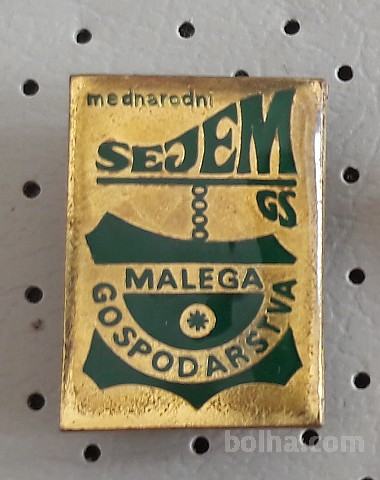 mednarodni
SEJEM
GS
MALEGA
GOSPODARSTVA
bolha.com